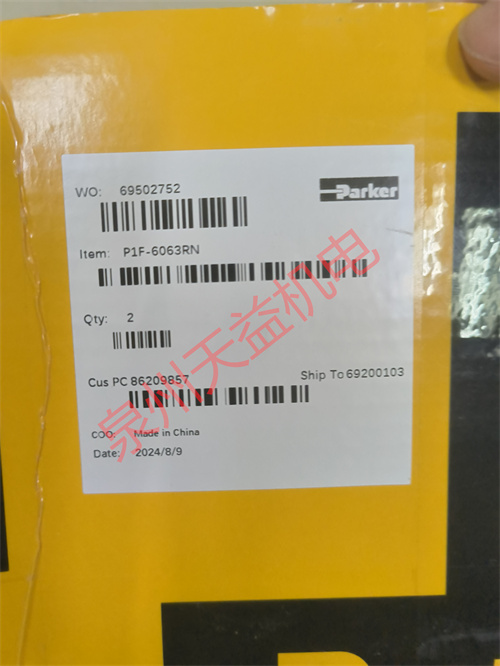 WO: 69502752
Parker
Item: P1F-6063RN
Qty: 2
Cus PC 86209857
Ship To 69200103
COO: Made in China
Date: 2024/8/9
泉州天益机电